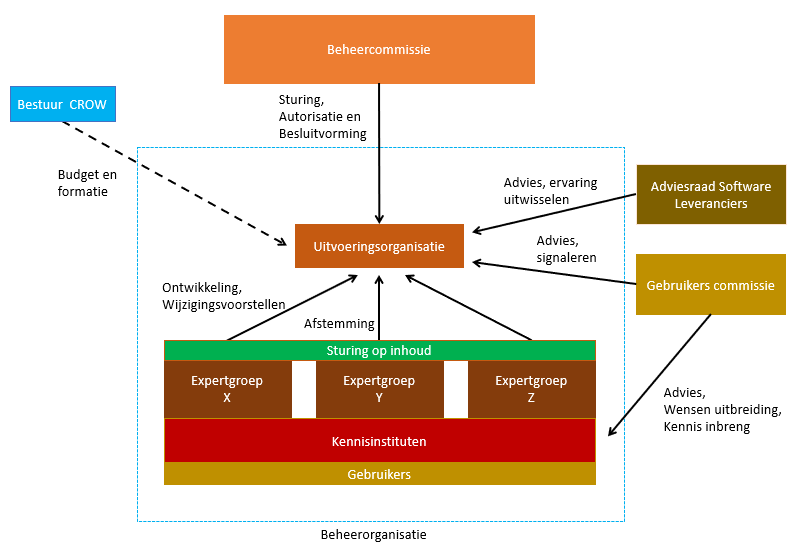 Beheercommissie
Sturing,
Autorisatie en
Besluitvorming
Bestuur CROW
Budget en
formatie
Advies, ervaring
uitwisselen
Adviesraad Software
Leveranciers
Uitvoeringsorganisatie
Advies,
signaleren
Gebruikers commissie
Ontwikkeling,
Wijzigingsvoorstellen
Afstemming
Sturing op inhoud
Expertgroep
X
Expertgroep
Y
Expertgroep
Z
Advies,
Wensen uitbreiding,
Kennis inbreng
Kennisinstituten
Gebruikers
Beheerorganisatie